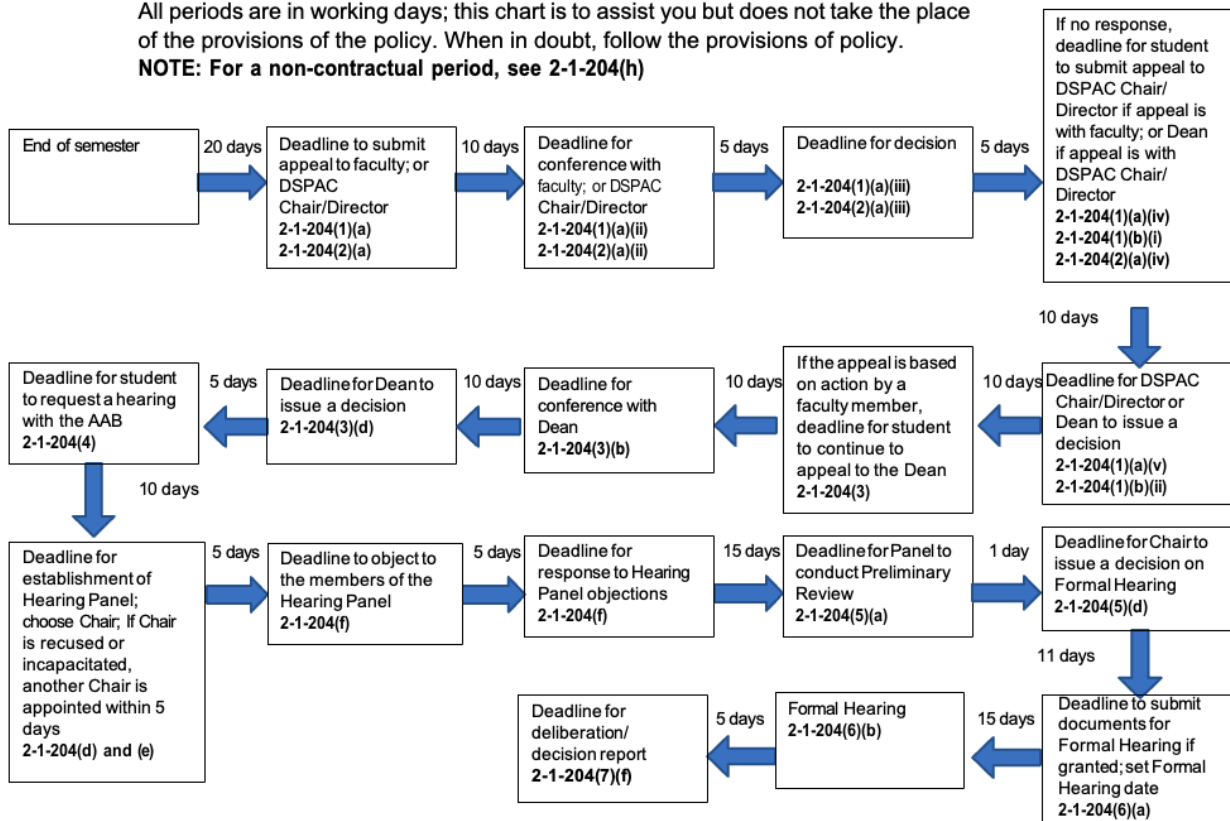 All periods are in working days; this chart is to assist you but does not take the place
of the provisions of the policy. When in doubt, follow the provisions of policy.
NOTE: For a non-contractual period, see 2-1-204(h)
End of semester
20 days
Deadline to submit
appeal to faculty; or
DSPAC
Chair/Director
2-1-204(1)(a)
2-1-204(2)(a)
10 days
Deadline for
conference with
faculty; or DSPAC
Chair/Director
2-1-204(1)(a)(ii)
2-1-204(2)(a)(ii)
5 days
Deadline for decision
2-1-204(1)(a)(iii)
2-1-204(2)(a)(iii)
5 days
If no response,
deadline for student
to submit appeal to
DSPAC Chair/
Director if appeal is
with faculty; or Dean
if appeal is with
DSPAC Chair/
Director
2-1-204(1)(a)(iv)
2-1-204(1)(b)(i)
2-1-204(2)(a)(iv)
10 days
Deadline for DSPAC
Chair/Director or
Dean to issue a
decision
2-1-204(1)(a)(v)
2-1-204(1)(b)(ii)
10 days
If the appeal is based
on action by a
faculty member,
deadline for student
to continue to
appeal to the Dean
2-1-204(3)
10 days
Deadline for
conference with
Dean
2-1-204(3)(b)
10 days
Deadline for Dean to
issue a decision
2-1-204(3)(d)
5 days
Deadline for student
to request a hearing
with the AAB
2-1-204(4)
10 days
Deadline for
establishment of
Hearing Panel;
choose Chair; If Chair
is recused or
incapacitated,
another Chair is
appointed within 5
days
2-1-204(d) and (e)
5 days
Deadline to object to
the members of the
Hearing Panel
2-1-204(f)
5 days
Deadline for
response to Hearing
Panel objections
2-1-204(f)
15 days
Deadline for Panel to
conduct Preliminary
Review
2-1-204(5)(a)
1 day
Deadline for Chair to
issue a decision on
Formal Hearing
2-1-204(5)(d)
11 days
Deadline to submit
documents for
Formal Hearing if
granted; set Formal
Hearing date
2-1-204(6)(a)
15 days
Formal Hearing
2-1-204(6)(b)
5 days
Deadline for
deliberation/
decision report
2-1-204(7)(f)